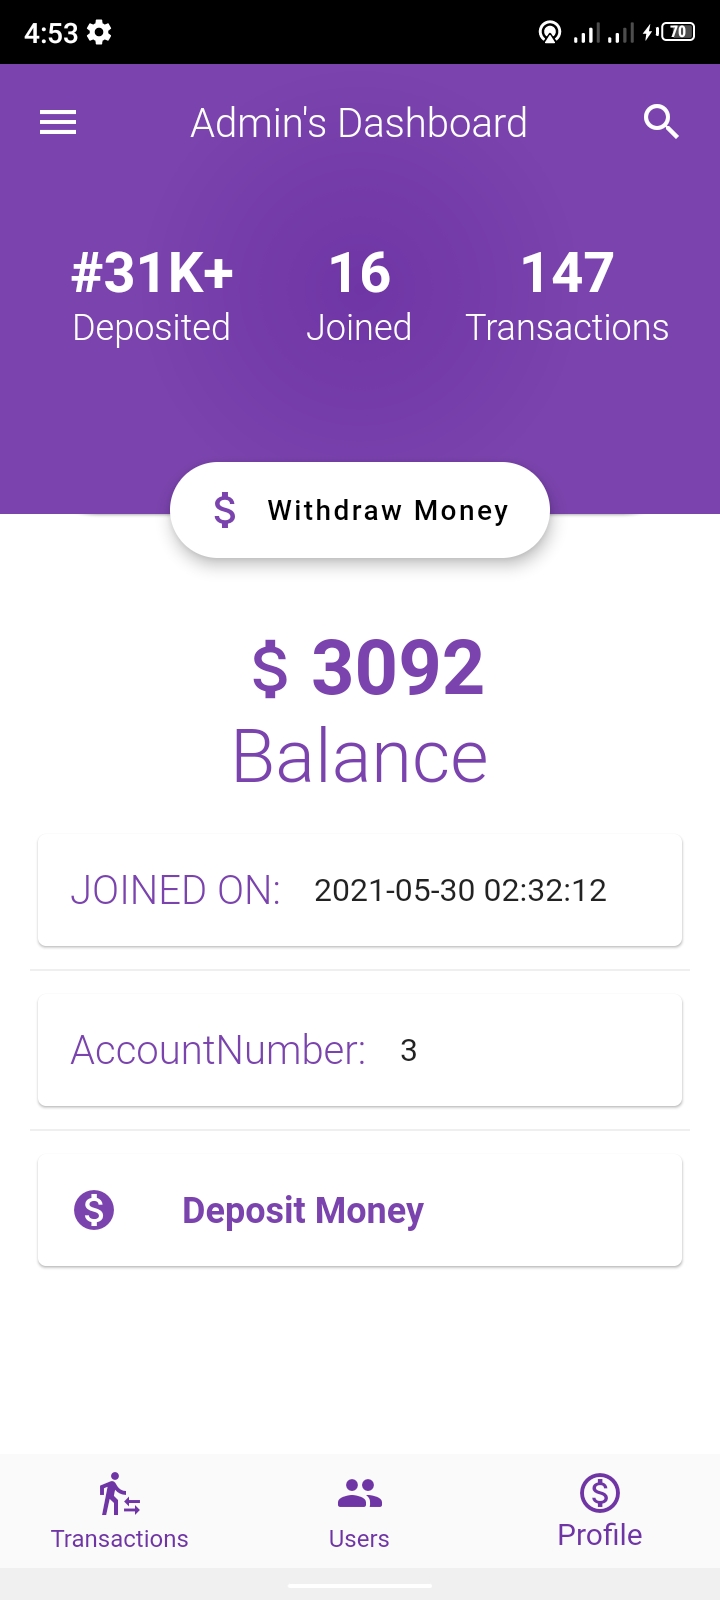 4:53
70
Admin's Dashboard
#31K+ 16 147
Deposited Joined Transactions
$ Withdraw Money
$ 3092
Balance
JOINED ON: 2021-05-30 02:32:12
AccountNumber: 3
$ Deposit Money
$
Transactions Users Profile